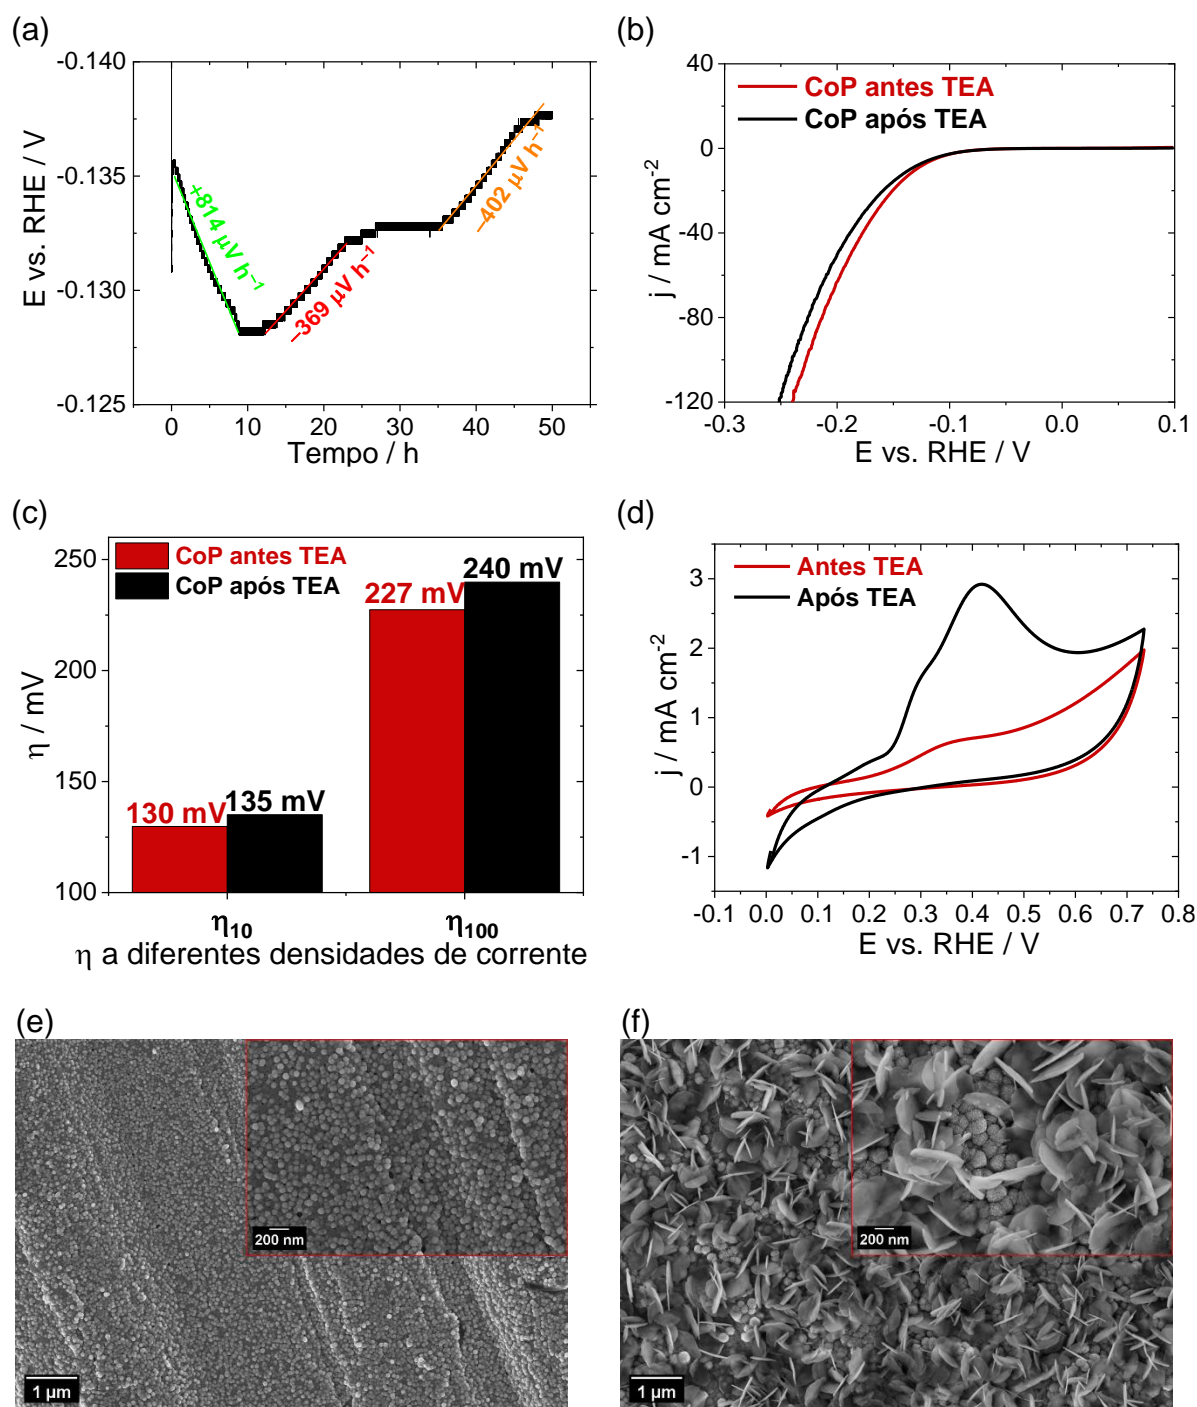 (a)
-0.140
-0.135
-0.130
-0.125
E vs. RHE / V
+814 μV h⁻¹
–369 μV h⁻¹
–402 μV h⁻¹
0 10 20 30 40 50
Tempo / h
(b)
CoP antes TEA
CoP após TEA
40
0
-40
-80
-120
j / mA cm⁻²
-0.3 -0.2 -0.1 0.0 0.1
E vs. RHE / V
(c)
CoP antes TEA
CoP após TEA
250
200
150
100
η / mV
130 mV
135 mV
227 mV
240 mV
η₁₀ η₁₀₀
η a diferentes densidades de corrente
(d)
Antes TEA
Após TEA
3
2
1
0
-1
j / mA cm⁻²
-0.1 0.0 0.1 0.2 0.3 0.4 0.5 0.6 0.7 0.8
E vs. RHE / V
(e)
200 nm
1 μm
(f)
200 nm
1 μm